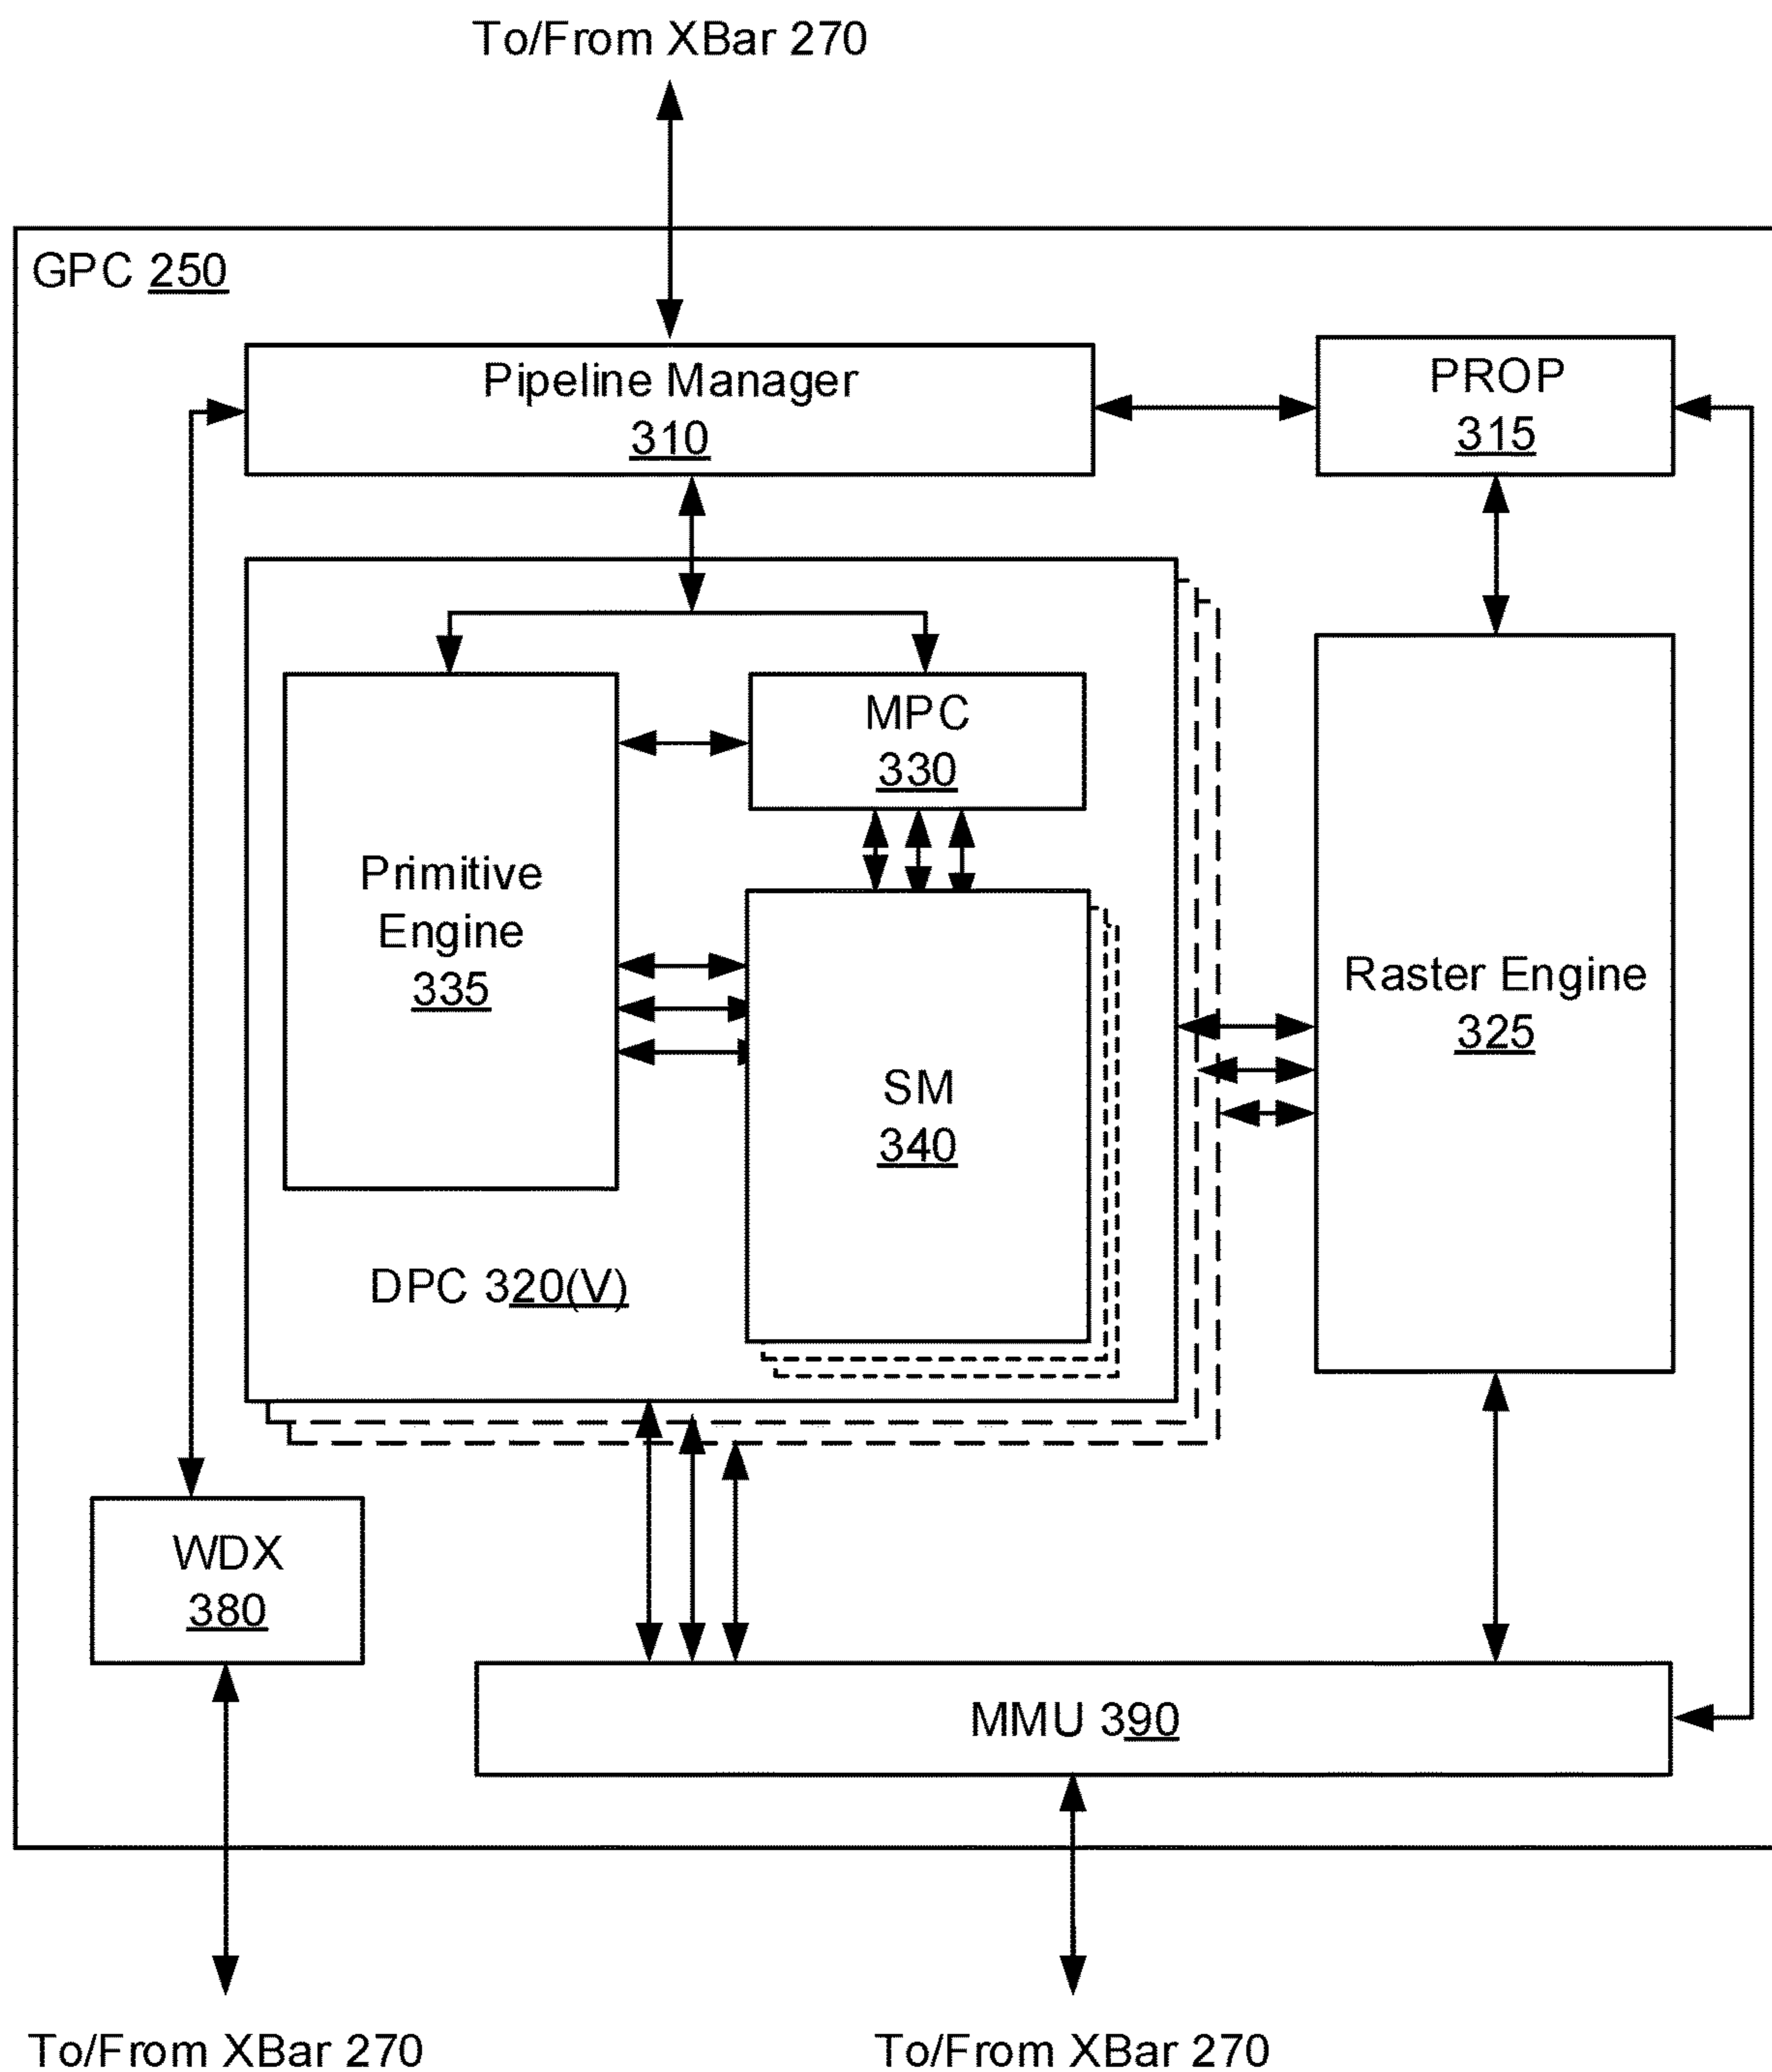 To/From XBar 270
GPC 250
Pipeline Manager
310
PROP
315
MPC
330
Primitive
Engine
335
Raster Engine
325
SM
340
DPC 320(V)
WDX
380
MMU 390
To/From XBar 270
To/From XBar 270